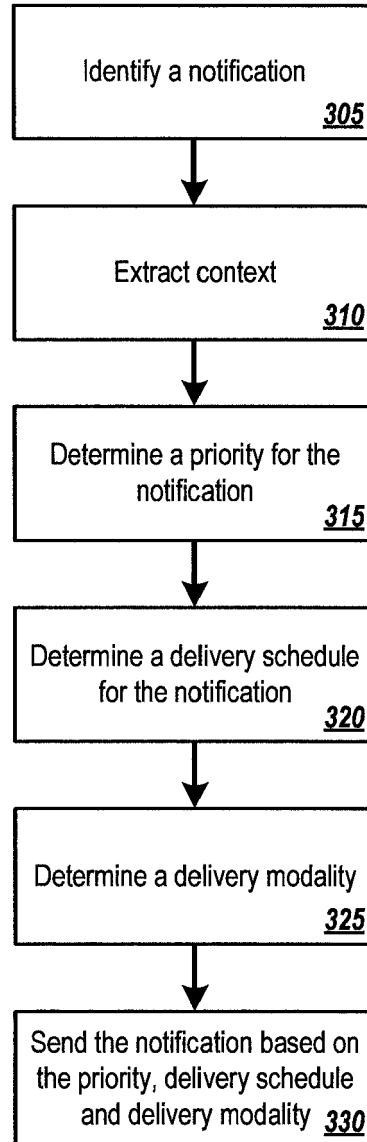 Identify a notification
305
Extract context
310
Determine a priority for the
notification
315
Determine a delivery schedule
for the notification
320
Determine a delivery modality
325
Send the notification based on
the priority, delivery schedule
and delivery modality 330